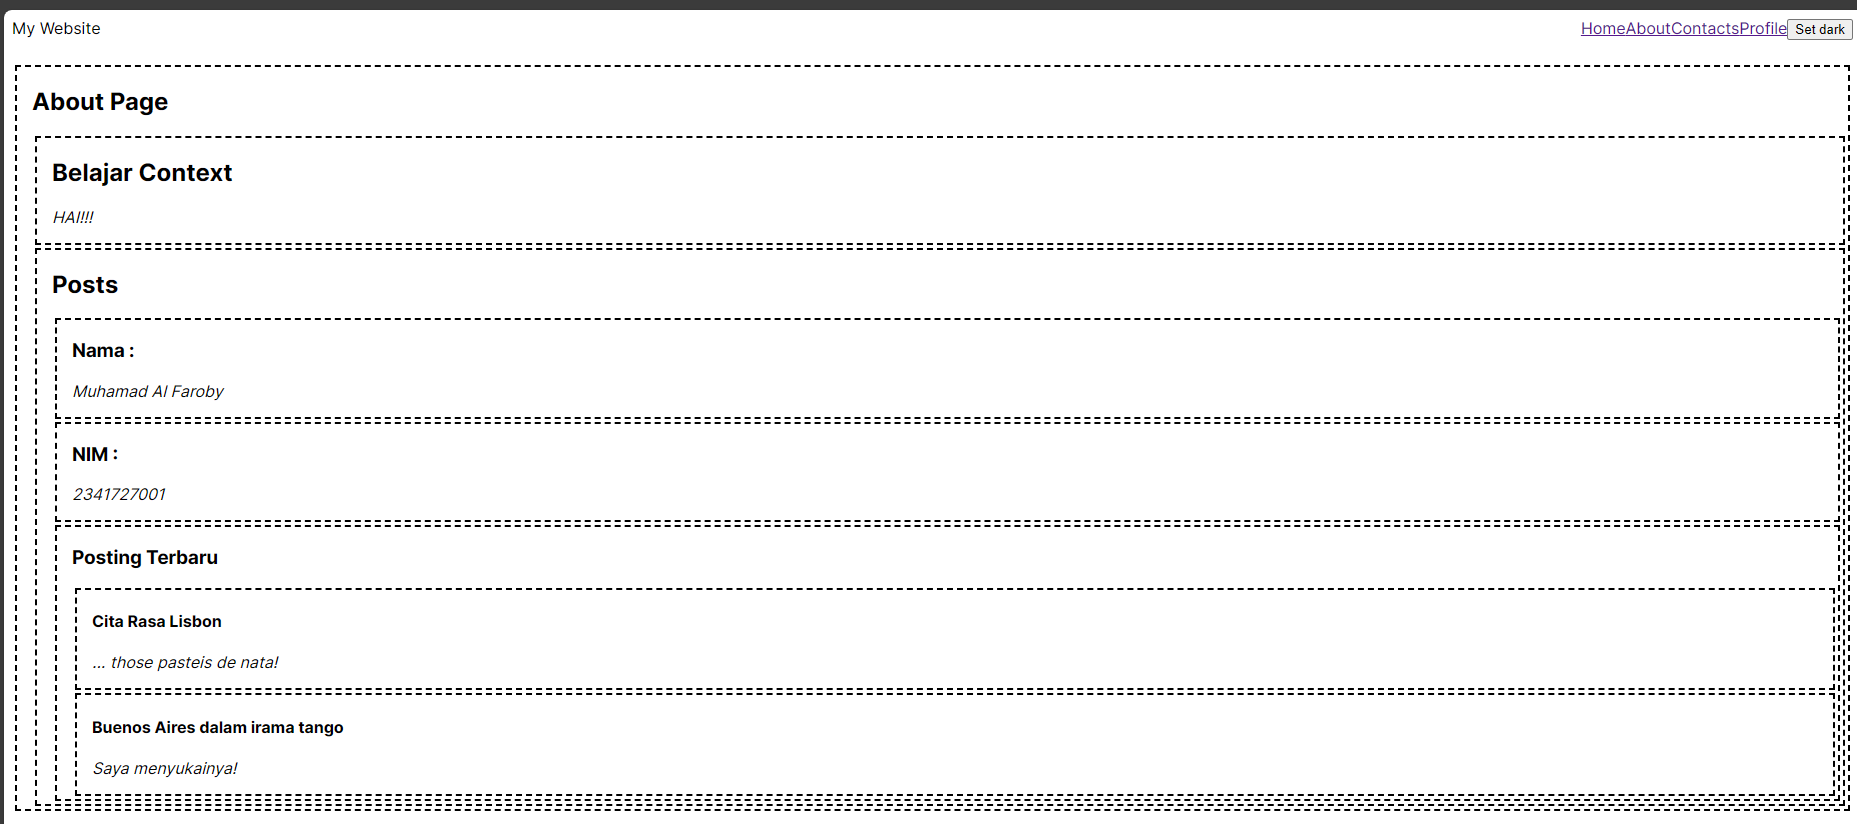 My Website
HomeAboutContactsProfile Set dark
About Page
Belajar Context
HAI!!!
Posts
Nama :
Muhamad Al Faroby
NIM :
2341727001
Posting Terbaru
Cita Rasa Lisbon
... those pasteis de nata!
Buenos Aires dalam irama tango
Saya menyukainya!